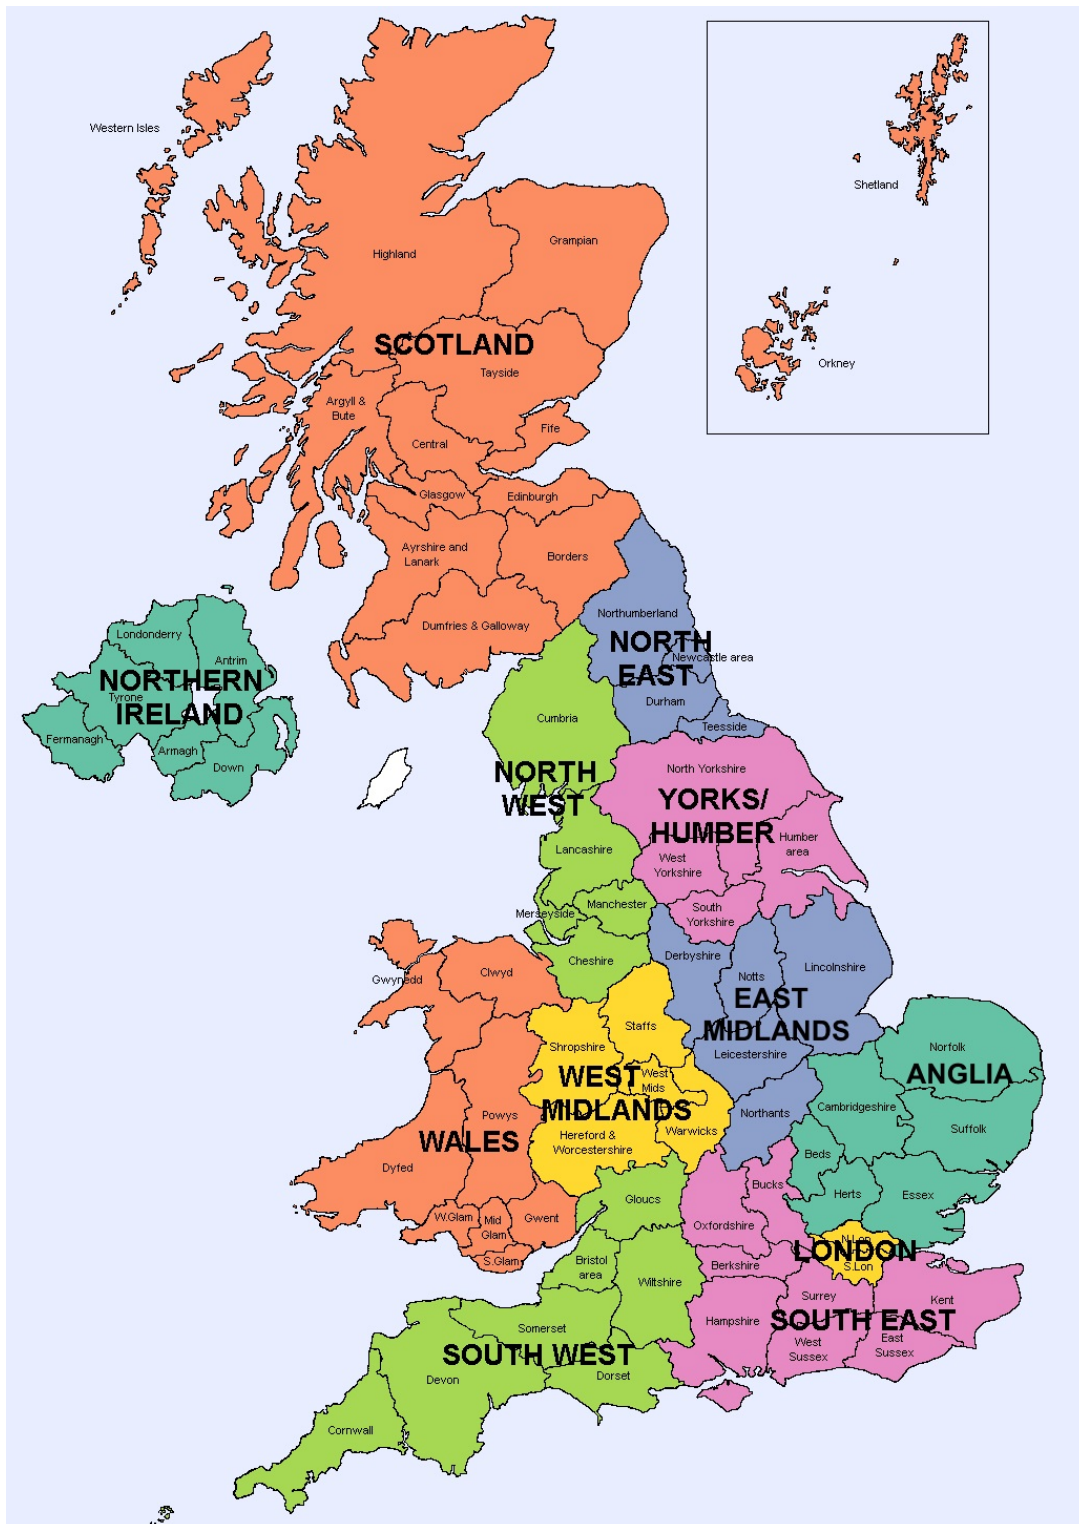 Western Isles
Shetland
Grampian
Highland
SCOTLAND
Orkney
Tayside
Argyll &
Bute
Fife
Central
Glasgow
Edinburgh
Ayrshire and
Lanark
Borders
Northumberland
Dumfries & Galloway
Londonderry
NORTH
EAST
Newcastle area
Antrim
NORTHERN
IRELAND
Tyrone
Durham
Cumbria
Teesside
Fermanagh
Armagh
Down
North Yorkshire
NORTH
WEST
YORKS/
HUMBER
Humber
area
Lancashire
West
Yorkshire
Manchester
Merseyside
South
Yorkshire
Cheshire
Derbyshire
Lincolnshire
Clwyd
Gwynedd
Notts
EAST
MIDLANDS
Staffs
Shropshire
Leicestershire
Norfolk
ANGLIA
WEST
MIDLANDS
West
Mids
Powys
Northants
Cambridgeshire
Suffolk
WALES
Hereford &
Worcestershire
Warwicks
Dyfed
Beds
Bucks
Herts
Essex
Gloucs
W.Glam
Mid
Glam
Gwent
Oxfordshire
N.Lon
LONDON
S.Lon
S.Glam
Bristol
area
Berkshire
Wiltshire
Surrey
Kent
Hampshire
SOUTH EAST
Somerset
West
Sussex
East
Sussex
SOUTH WEST
Devon
Dorset
Cornwall